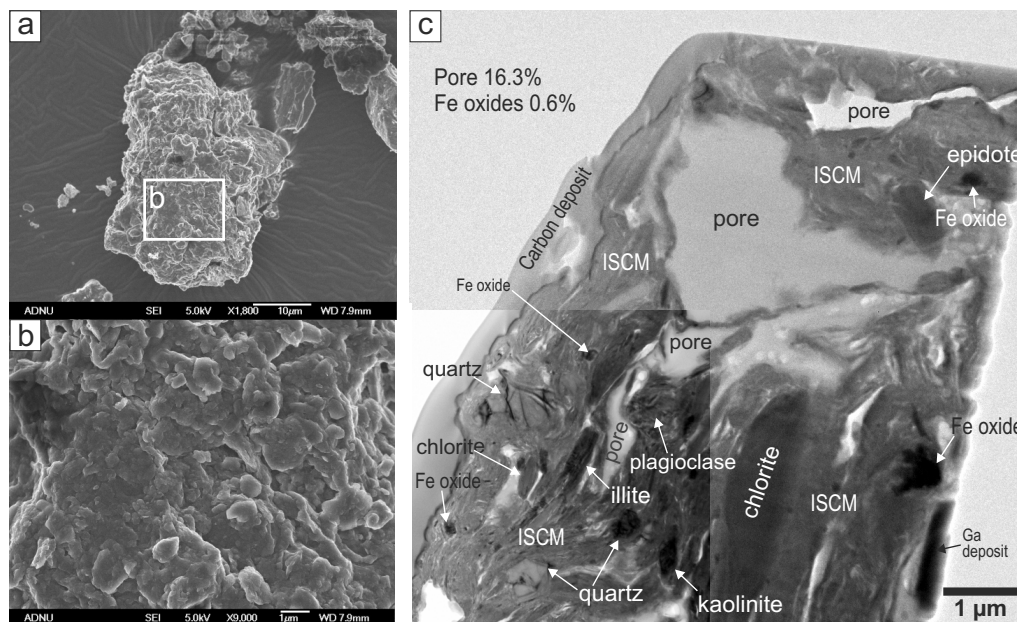 a
b
ADNU SEI 5.0kV X1,800 10μm WD 7.9mm
b
ADNU SEI 5.0kV X9,000 1μm WD 7.9mm
c
Pore 16.3%
Fe oxides 0.6%
pore
epidote
ISCM
Fe oxide
pore
Carbon deposit
ISCM
Fe oxide
pore
quartz
Fe oxide
chlorite
pore
plagioclase
chlorite
Fe oxide
illite
ISCM
ISCM
Ga
deposit
quartz
kaolinite
1 μm